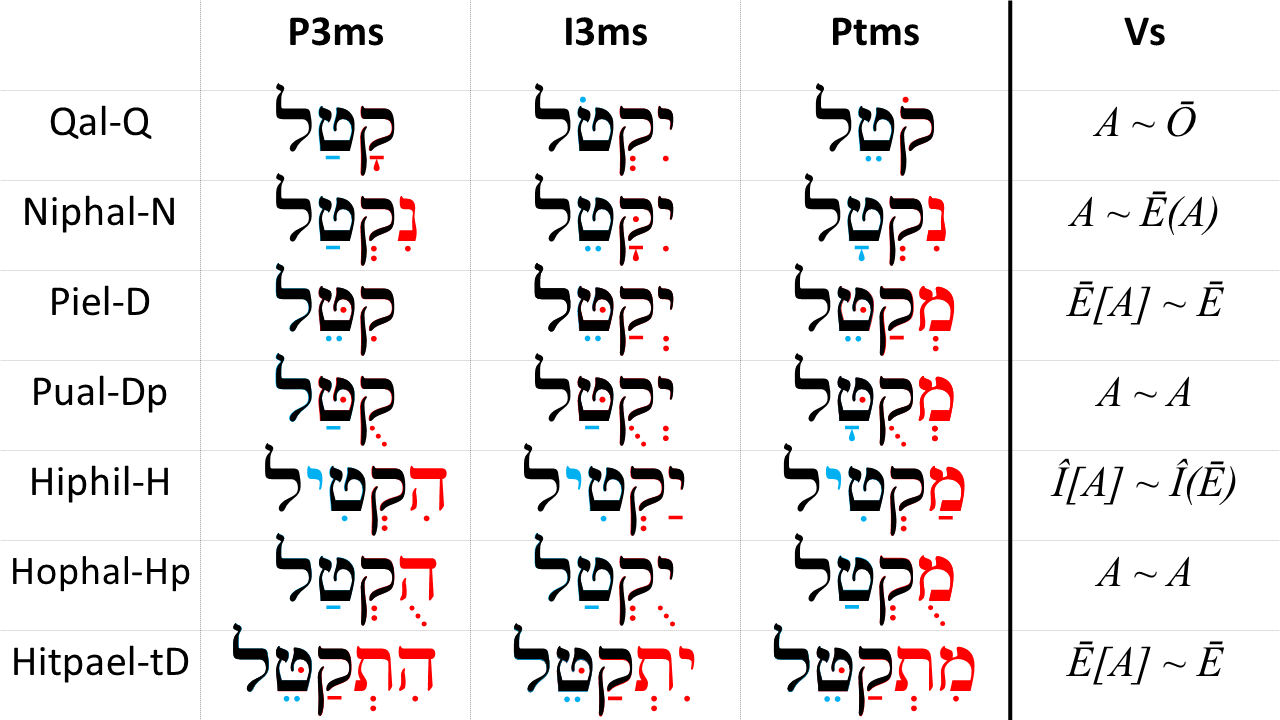 P3ms I3ms Ptms Vs
Qal-Q קָטַל יִקְטֹל קֹטֵל A ~ Ō
Niphal-N נִקְטַל יִקָּטֵל נִקְטָל A ~ Ē(A)
Piel-D קִטֵּל יְקַטֵּל מְקַטֵּל Ē[A] ~ Ē
Pual-Dp קֻטַּל יְקֻטַּל מְקֻטָּל A ~ A
Hiphil-H הִקְטִיל יַקְטִיל מַקְטִיל Î[A] ~ Î(Ē)
Hophal-Hp הֻקְטַל יֻקְטַל מֻקְטַל A ~ A
Hitpael-tD הִתְקַטֵּל יִתְקַטֵּל מִתְקַטֵּל Ē[A] ~ Ē